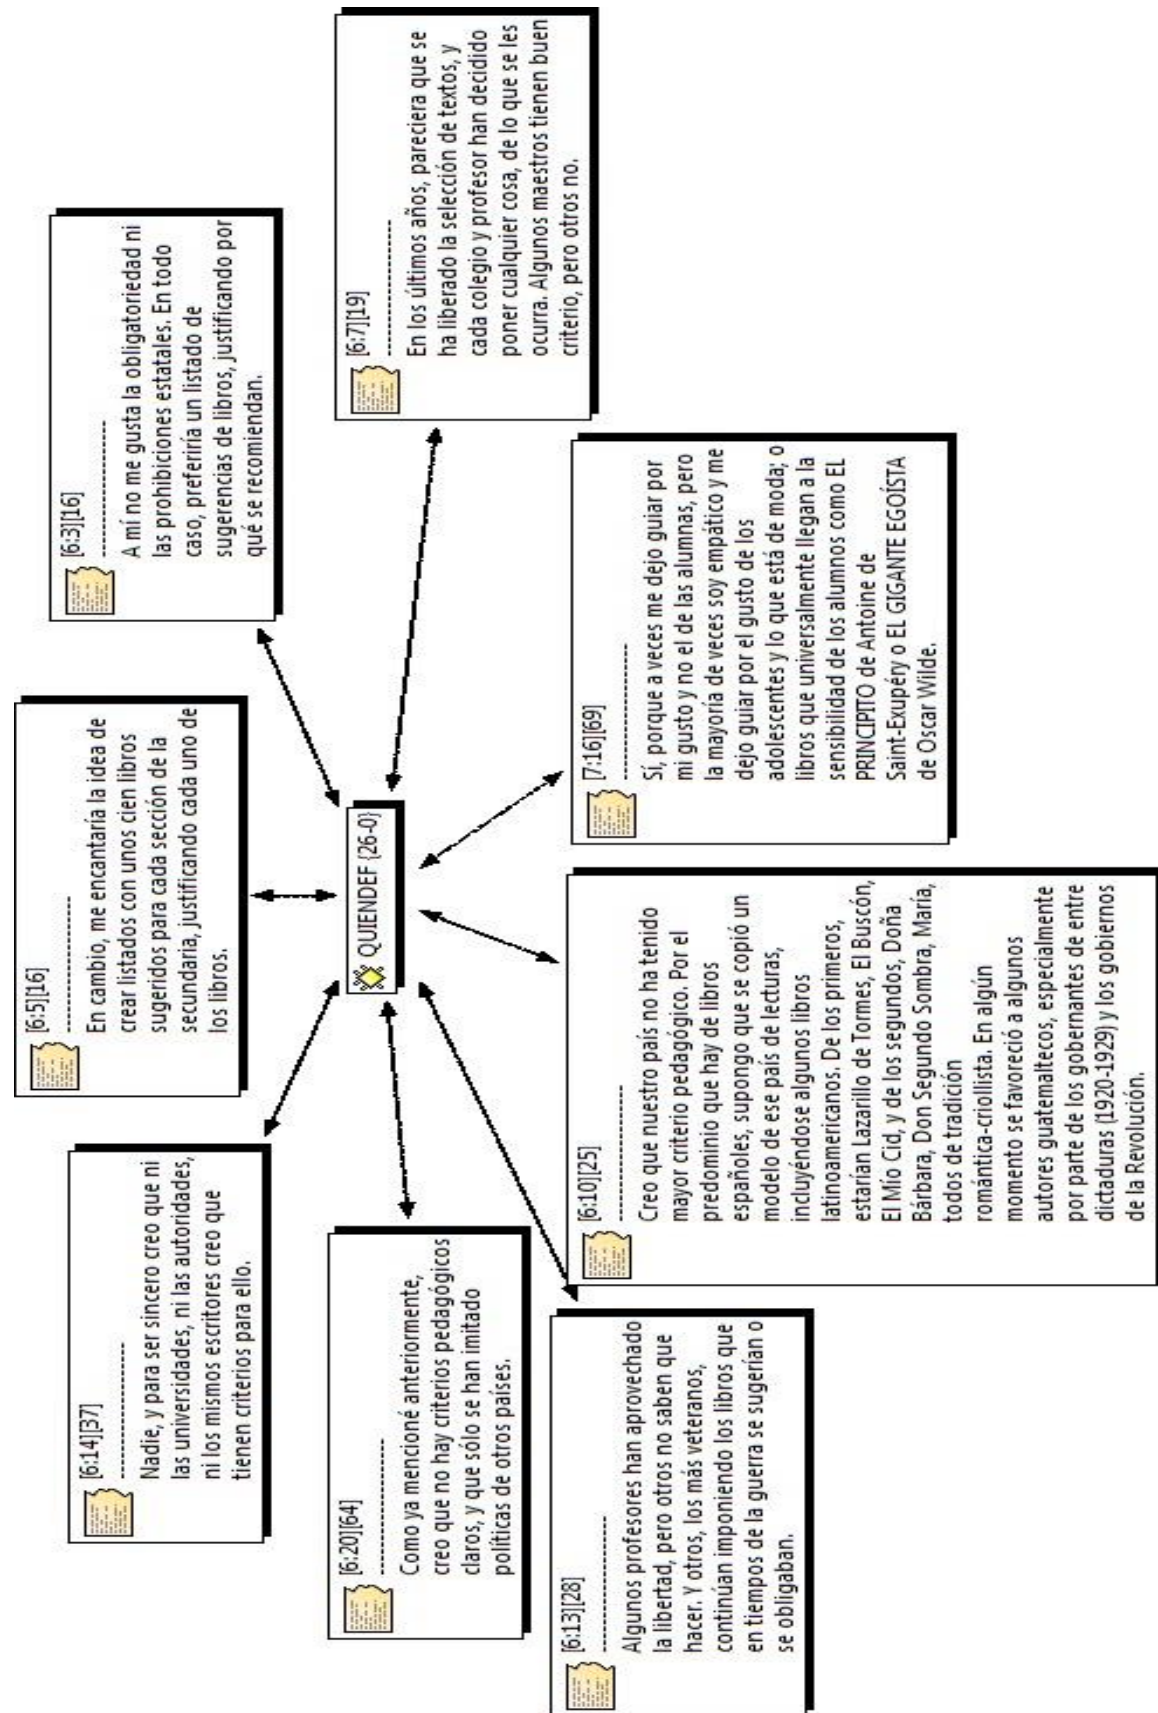 [6:14][37]
Nadie, y para ser sincero creo que ni
las universidades, ni las autoridades,
ni los mismos escritores creo que
tienen criterios para ello.
[6:5][16]
En cambio, me encantaría la idea de
crear listados con unos cien libros
sugeridos para cada sección de la
secundaria, justificando cada uno de
los libros.
[6:3][16]
A mí no me gusta la obligatoriedad ni
las prohibiciones estatales. En todo
caso, preferiría un listado de
sugerencias de libros, justificando por
qué se recomiendan.
[6:20][64]
Como ya mencioné anteriormente,
creo que no hay criterios pedagógicos
claros, y que sólo se han imitado
políticas de otros países.
QUIENDEF {26-0}
[6:7][19]
En los últimos años, pareciera que se
ha liberado la selección de textos, y
cada colegio y profesor han decidido
poner cualquier cosa, de lo que se les
ocurra. Algunos maestros tienen buen
criterio, pero otros no.
[6:13][28]
Algunos profesores han aprovechado
la libertad, pero otros no saben que
hacer. Y otros, los más veteranos,
continúan imponiendo los libros que
en tiempos de la guerra se sugerían o
se obligaban.
[6:10][25]
Creo que nuestro país no ha tenido
mayor criterio pedagógico. Por el
predominio que hay de libros
españoles, supongo que se copió un
modelo de ese país de lecturas,
incluyéndose algunos libros
latinoamericanos. De los primeros,
estarían Lazarillo de Tormes, El Buscón,
El Mío Cid, y de los segundos, Doña
Bárbara, Don Segundo Sombra, María,
todos de tradición
romántica-criollista. En algún
momento se favoreció a algunos
autores guatemaltecos, especialmente
por parte de los gobernantes de entre
dictaduras (1920-1929) y los gobiernos
de la Revolución.
[7:16][69]
Sí, porque a veces me dejo guiar por
mi gusto y no el de las alumnas, pero
la mayoría de veces soy empático y me
dejo guiar por el gusto de los
adolescentes y lo que está de moda; o
libros que universalmente llegan a la
sensibilidad de los alumnos como EL
PRINCIPITO de Antoine de
Saint-Exupéry o EL GIGANTE EGOÍSTA
de Oscar Wilde.